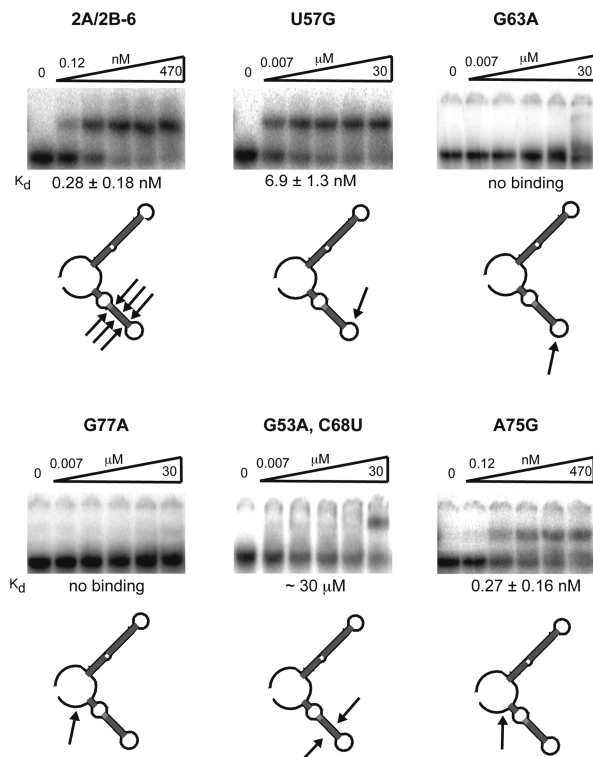 2A/2B-6 U57G G63A
0 0.12 nM 470 0 0.007 μM 30 0 0.007 μM 30
Kd 0.28 ± 0.18 nM 6.9 ± 1.3 nM no binding
G77A G53A, C68U A75G
0 0.007 μM 30 0 0.007 μM 30 0 0.12 nM 470
Kd no binding ~ 30 μM 0.27 ± 0.16 nM